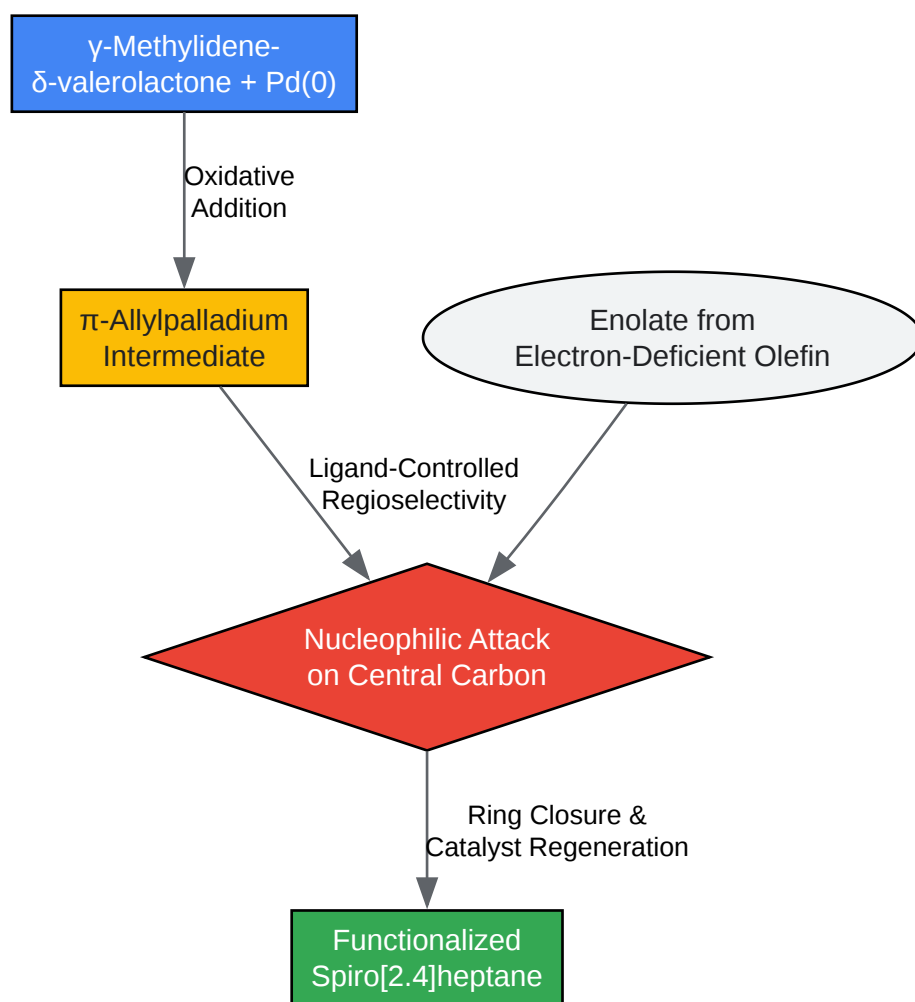 γ-Methylidene-
δ-valerolactone + Pd(0)
Oxidative
Addition
π-Allylpalladium
Intermediate
Enolate from
Electron-Deficient Olefin
Ligand-Controlled
Regioselectivity
Nucleophilic Attack
on Central Carbon
Ring Closure &
Catalyst Regeneration
Functionalized
Spiro[2.4]heptane